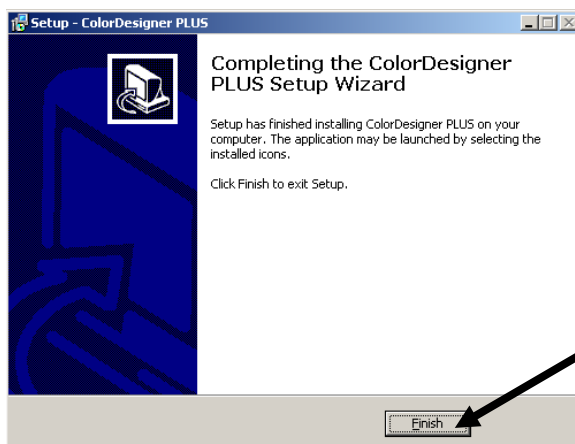 Setup - ColorDesigner PLUS
Completing the ColorDesigner
PLUS Setup Wizard
Setup has finished installing ColorDesigner PLUS on your
computer. The application may be launched by selecting the
installed icons.
Click Finish to exit Setup.
Finish